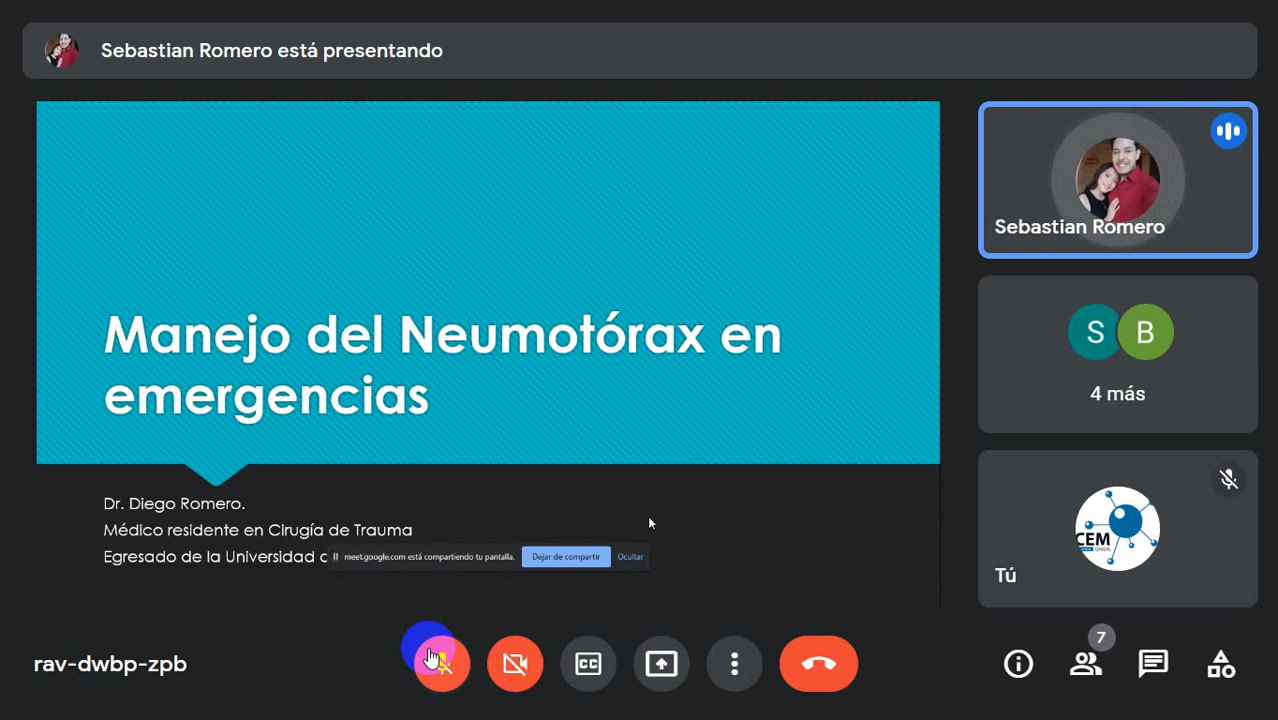 Sebastian Romero está presentando
Manejo del Neumotórax en
emergencias
Dr. Diego Romero.
Médico residente en Cirugía de Trauma
Egresado de la Universidad
meet.google.com está compartiendo tu pantalla.
Dejar de compartir
Ocultar
Sebastian Romero
S
B
4 más
CEM
UNIÓN
Tú
rav-dwbp-zpb
CC
7